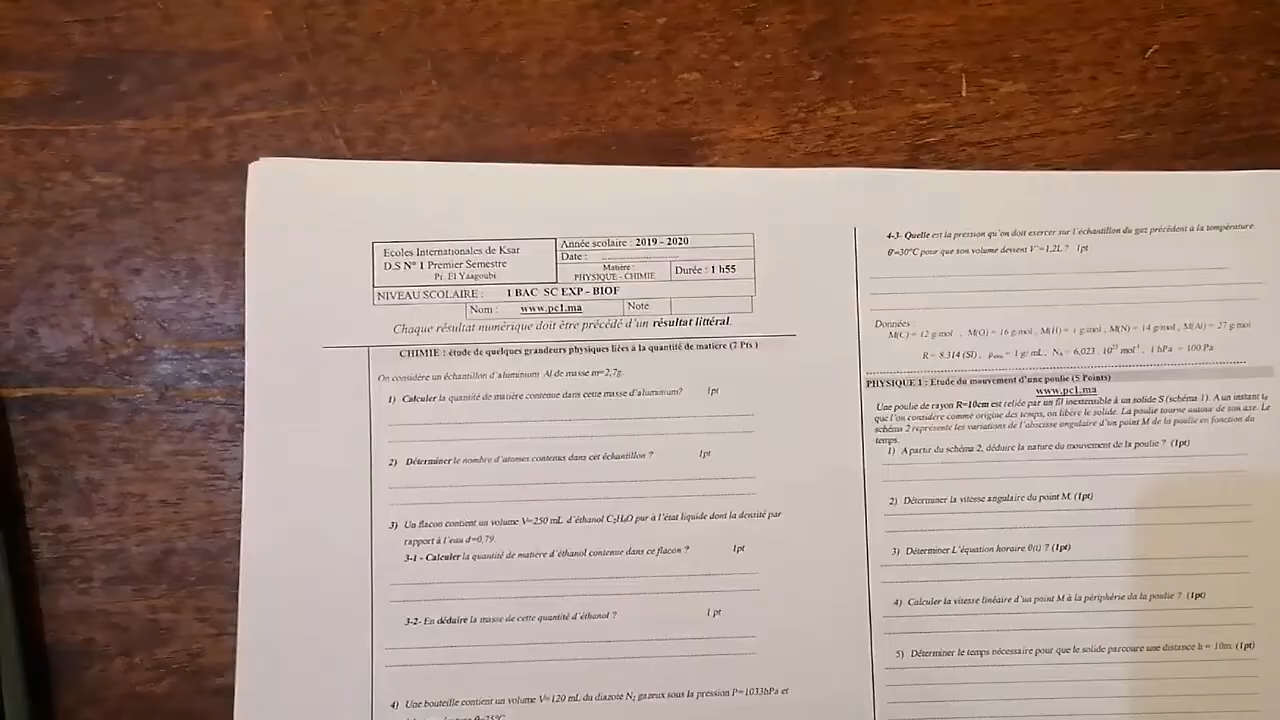 Ecoles Internationales de Ksar
D.S N° 1 Premier Semestre
Pr. El Yaagoubi
Année scolaire : 2019 - 2020
Date : ..............................
Matière :
PHYSIQUE - CHIMIE
Durée : 1 h55
NIVEAU SCOLAIRE : 1 BAC SC EXP - BIOF
Nom : www.pc1.ma Note
Chaque résultat numérique doit être précédé d'un résultat littéral.
CHIMIE : étude de quelques grandeurs physiques liées à la quantité de matière (7 Pts )
On considère un échantillon d'aluminium Al de masse m=2,7g.
1) Calculer la quantité de matière contenue dans cette masse d'aluminium? 1pt
2) Déterminer le nombre d'atomes contenus dans cet échantillon ? 1pt
3) Un flacon contient un volume V=250 mL d'éthanol C₂H₆O pur à l'état liquide dont la densité par
rapport à l'eau d=0,79.
3-1 - Calculer la quantité de matière d'éthanol contenue dans ce flacon ? 1pt
3-2- En déduire la masse de cette quantité d'éthanol ? 1 pt
4) Une bouteille contient un volume V=120 mL du diazote N₂ gazeux sous la pression P=1033hPa et
θ=25°C
4-3- Quelle est la pression qu'on doit exercer sur l'échantillon du gaz précédent a la température
θ'=30°C pour que son volume devient V'=1,2L ? 1pt
Données :
M(C) = 12 g/mol , M(O) = 16 g/mol , M(H) = 1 g/mol , M(N) = 14 g/mol , M(Al) = 27 g/mol
R = 8.314 (SI) , ρeau = 1 g/ mL , NA = 6,023 . 10²³ mol⁻¹ , 1 hPa = 100 Pa
PHYSIQUE 1 : Etude du mouvement d'une poulie (5 Points)
www.pc1.ma
Une poulie de rayon R=10cm est reliée par un fil inextensible à un solide S (schéma 1). A un instant t₀
que l'on considère comme origine des temps, on libère le solide. La poulie tourne autour de son axe. Le
schéma 2 représente les variations de l'abscisse angulaire d'un point M de la poulie en fonction du
temps.
1) A partir du schéma 2, déduire la nature du mouvement de la poulie ? (1pt)
2) Déterminer la vitesse angulaire du point M. (1pt)
3) Déterminer L'équation horaire θ(t) ? (1pt)
4) Calculer la vitesse linéaire d'un point M à la périphérie da la poulie ? (1pt)
5) Déterminer le temps nécessaire pour que le solide parcoure une distance h = 10m. (1pt)